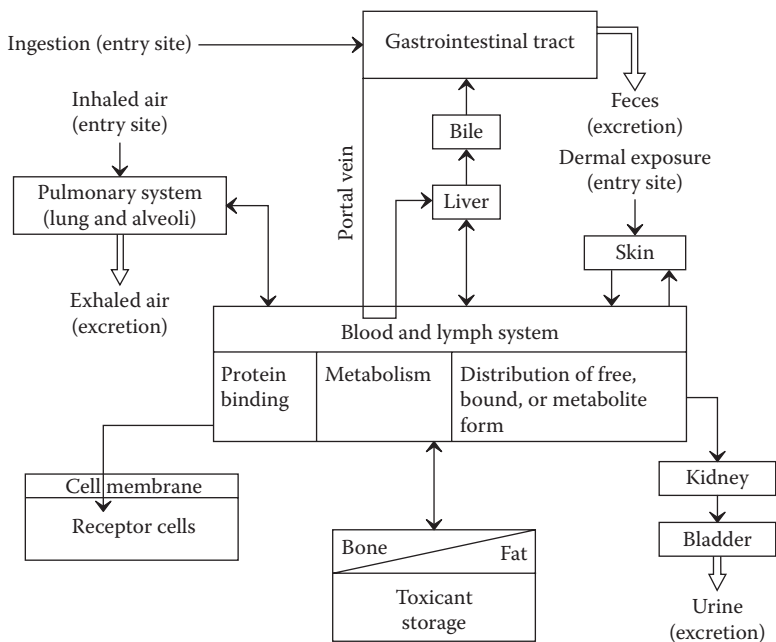 Ingestion (entry site)
Gastrointestinal tract
Inhaled air
(entry site)
Feces
(excretion)
Bile
Dermal exposure
(entry site)
Pulmonary system
(lung and alveoli)
Portal vein
Liver
Skin
Exhaled air
(excretion)
Blood and lymph system
Protein
binding
Metabolism
Distribution of free,
bound, or metabolite
form
Cell membrane
Receptor cells
Kidney
Bladder
Bone
Fat
Toxicant
storage
Urine
(excretion)